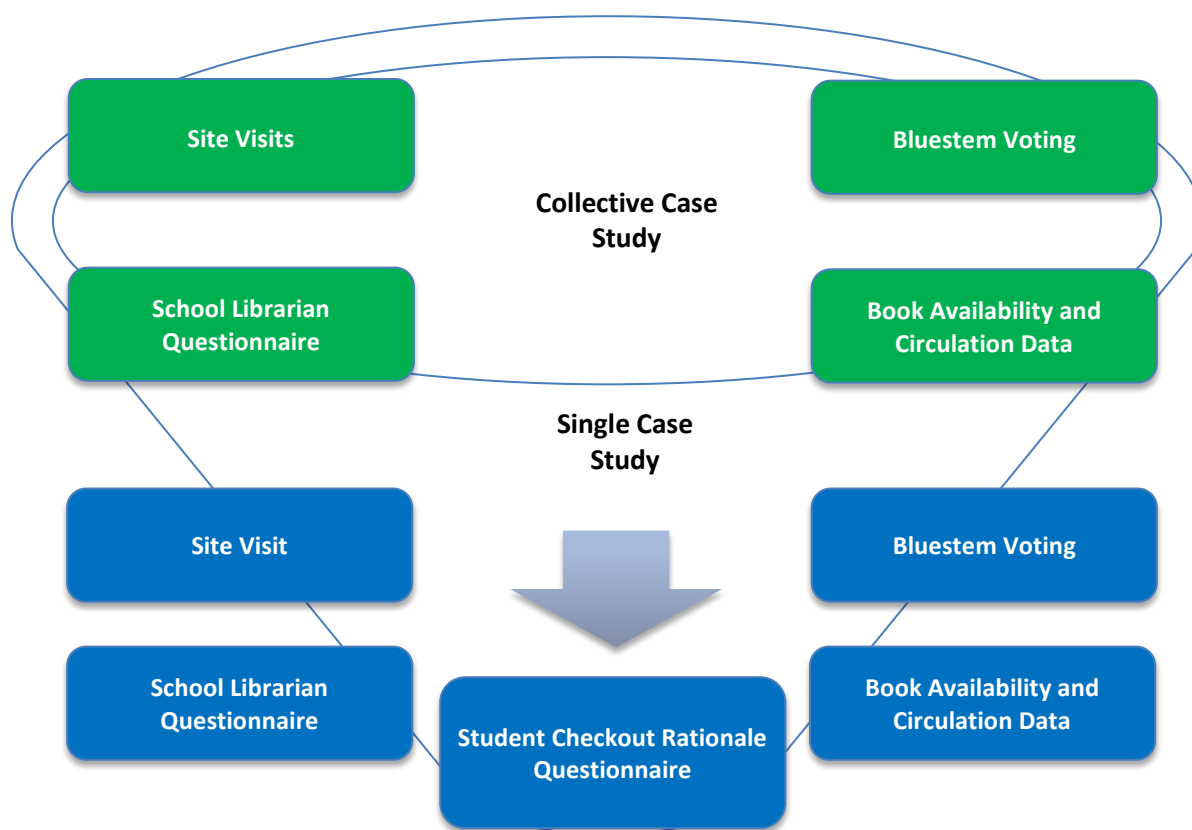 Site Visits
Bluestem Voting
Collective Case
Study
School Librarian
Questionnaire
Book Availability and
Circulation Data
Single Case
Study
Site Visit
Bluestem Voting
School Librarian
Questionnaire
Book Availability and
Circulation Data
Student Checkout Rationale
Questionnaire